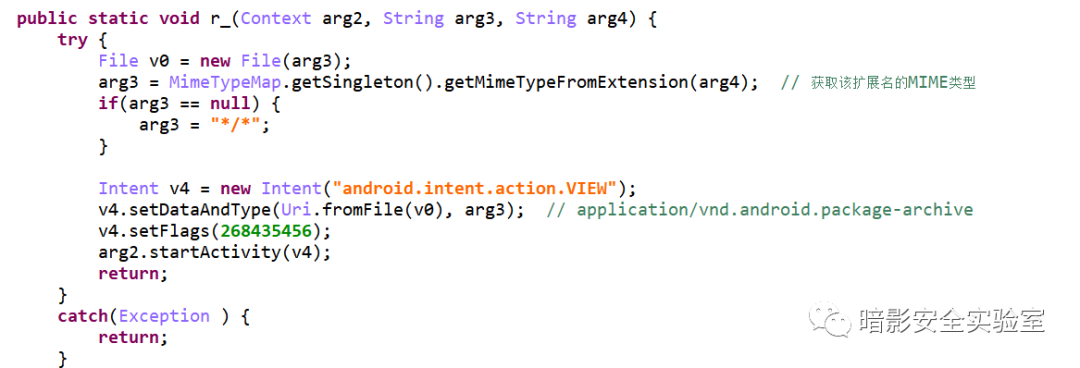 public static void r_(Context arg2, String arg3, String arg4) {
    try {
        File v0 = new File(arg3);
        arg3 = MimeTypeMap.getSingleton().getMimeTypeFromExtension(arg4);  // 获取该扩展名的MIME类型
        if(arg3 == null) {
            arg3 = "*/*";
        }

        Intent v4 = new Intent("android.intent.action.VIEW");
        v4.setDataAndType(Uri.fromFile(v0), arg3);  // application/vnd.android.package-archive
        v4.setFlags(268435456);
        arg2.startActivity(v4);
        return;
    }
    catch(Exception ) {
        return;
    }
暗影安全实验室